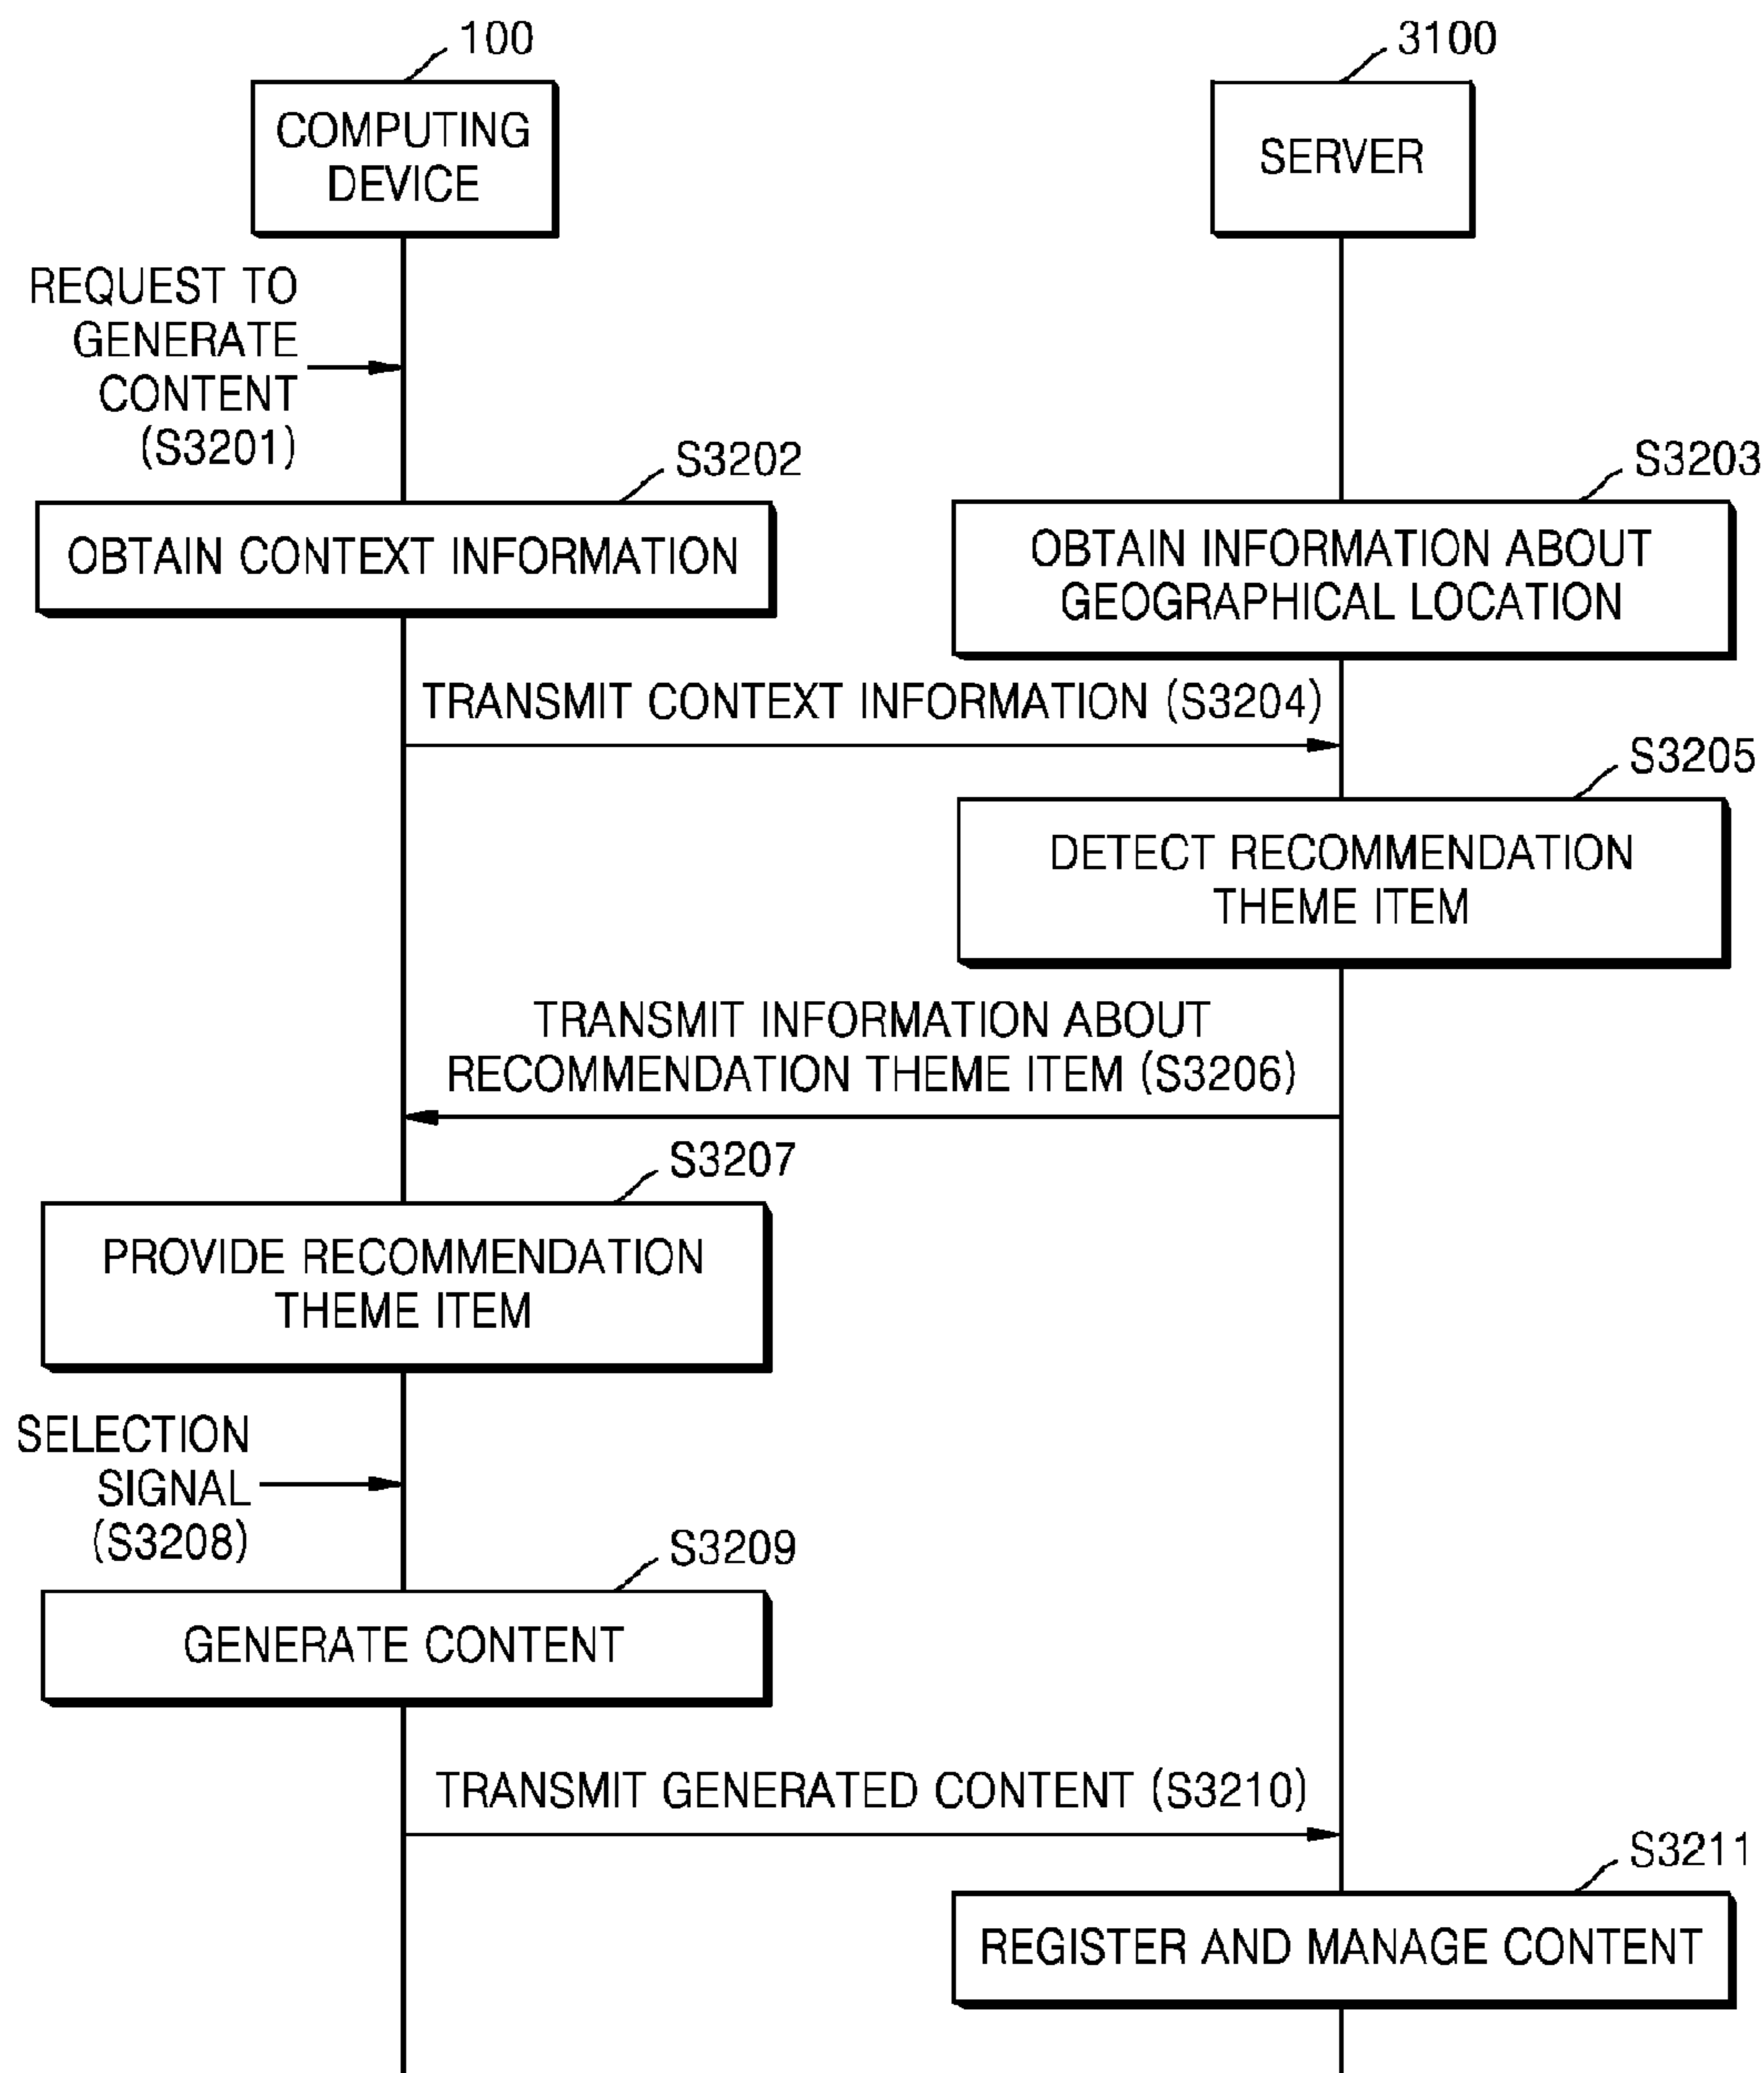 100
3100
COMPUTING
DEVICE
SERVER
REQUEST TO
GENERATE
CONTENT
(S3201)
S3202
S3203
OBTAIN CONTEXT INFORMATION
OBTAIN INFORMATION ABOUT
GEOGRAPHICAL LOCATION
TRANSMIT CONTEXT INFORMATION (S3204)
S3205
DETECT RECOMMENDATION
THEME ITEM
TRANSMIT INFORMATION ABOUT
RECOMMENDATION THEME ITEM (S3206)
S3207
PROVIDE RECOMMENDATION
THEME ITEM
SELECTION
SIGNAL
(S3208)
S3209
GENERATE CONTENT
TRANSMIT GENERATED CONTENT (S3210)
S3211
REGISTER AND MANAGE CONTENT